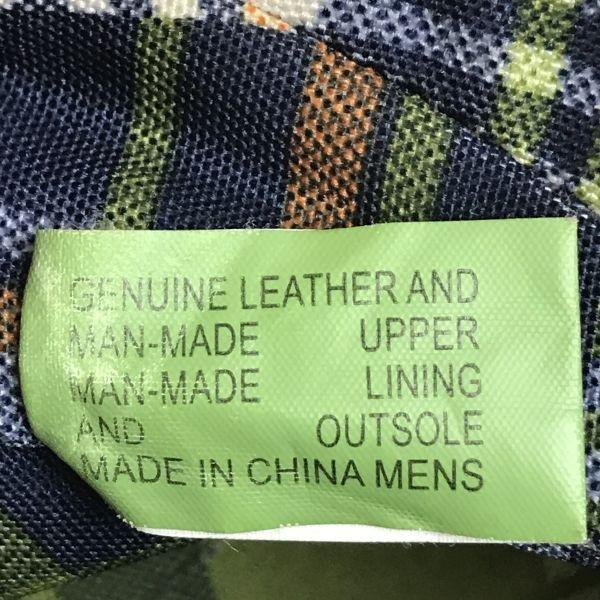 GENUINE LEATHER AND
MAN-MADE UPPER
MAN-MADE LINING
AND OUTSOLE
MADE IN CHINA MENS